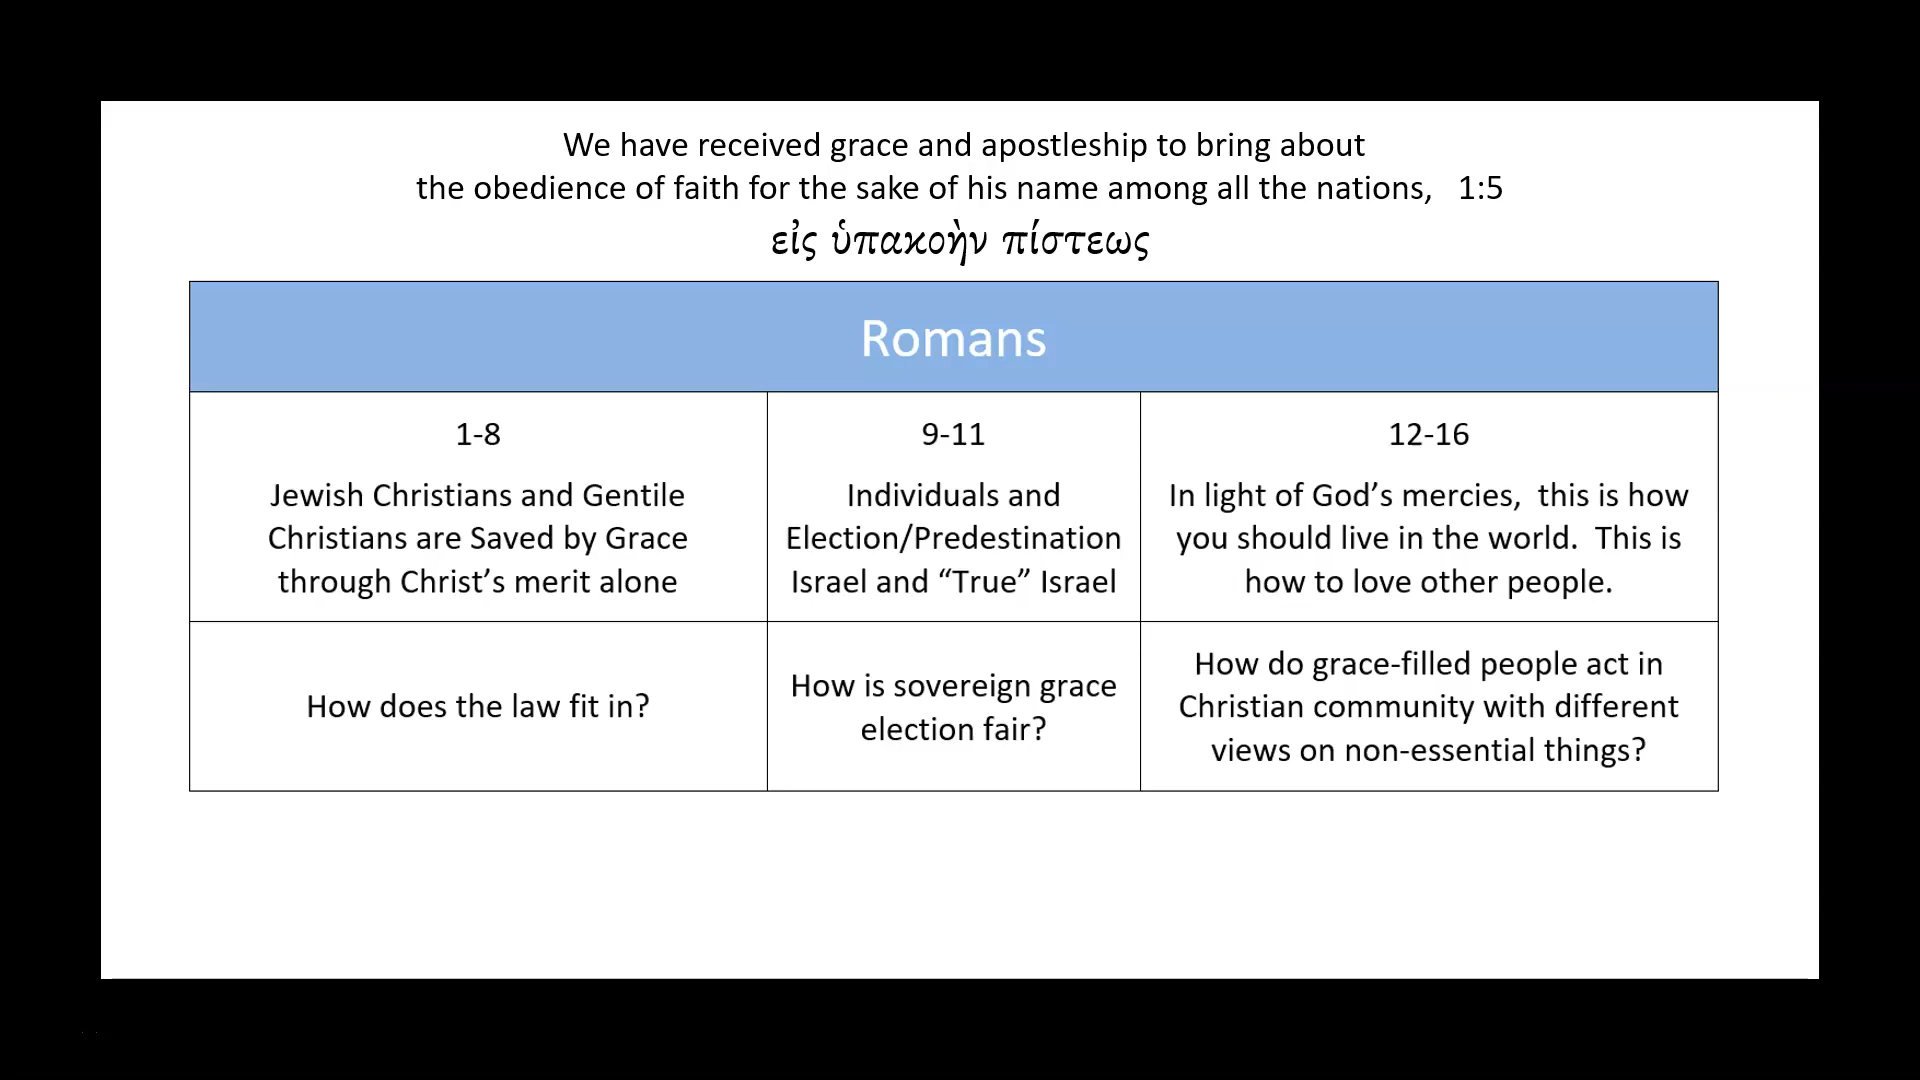 We have received grace and apostleship to bring about
the obedience of faith for the sake of his name among all the nations, 1:5
εἰς ὑπακοὴν πίστεως
Romans
1-8
Jewish Christians and Gentile
Christians are Saved by Grace
through Christ’s merit alone
9-11
Individuals and
Election/Predestination
Israel and “True” Israel
12-16
In light of God’s mercies, this is how
you should live in the world. This is
how to love other people.
How does the law fit in?
How is sovereign grace
election fair?
How do grace-filled people act in
Christian community with different
views on non-essential things?